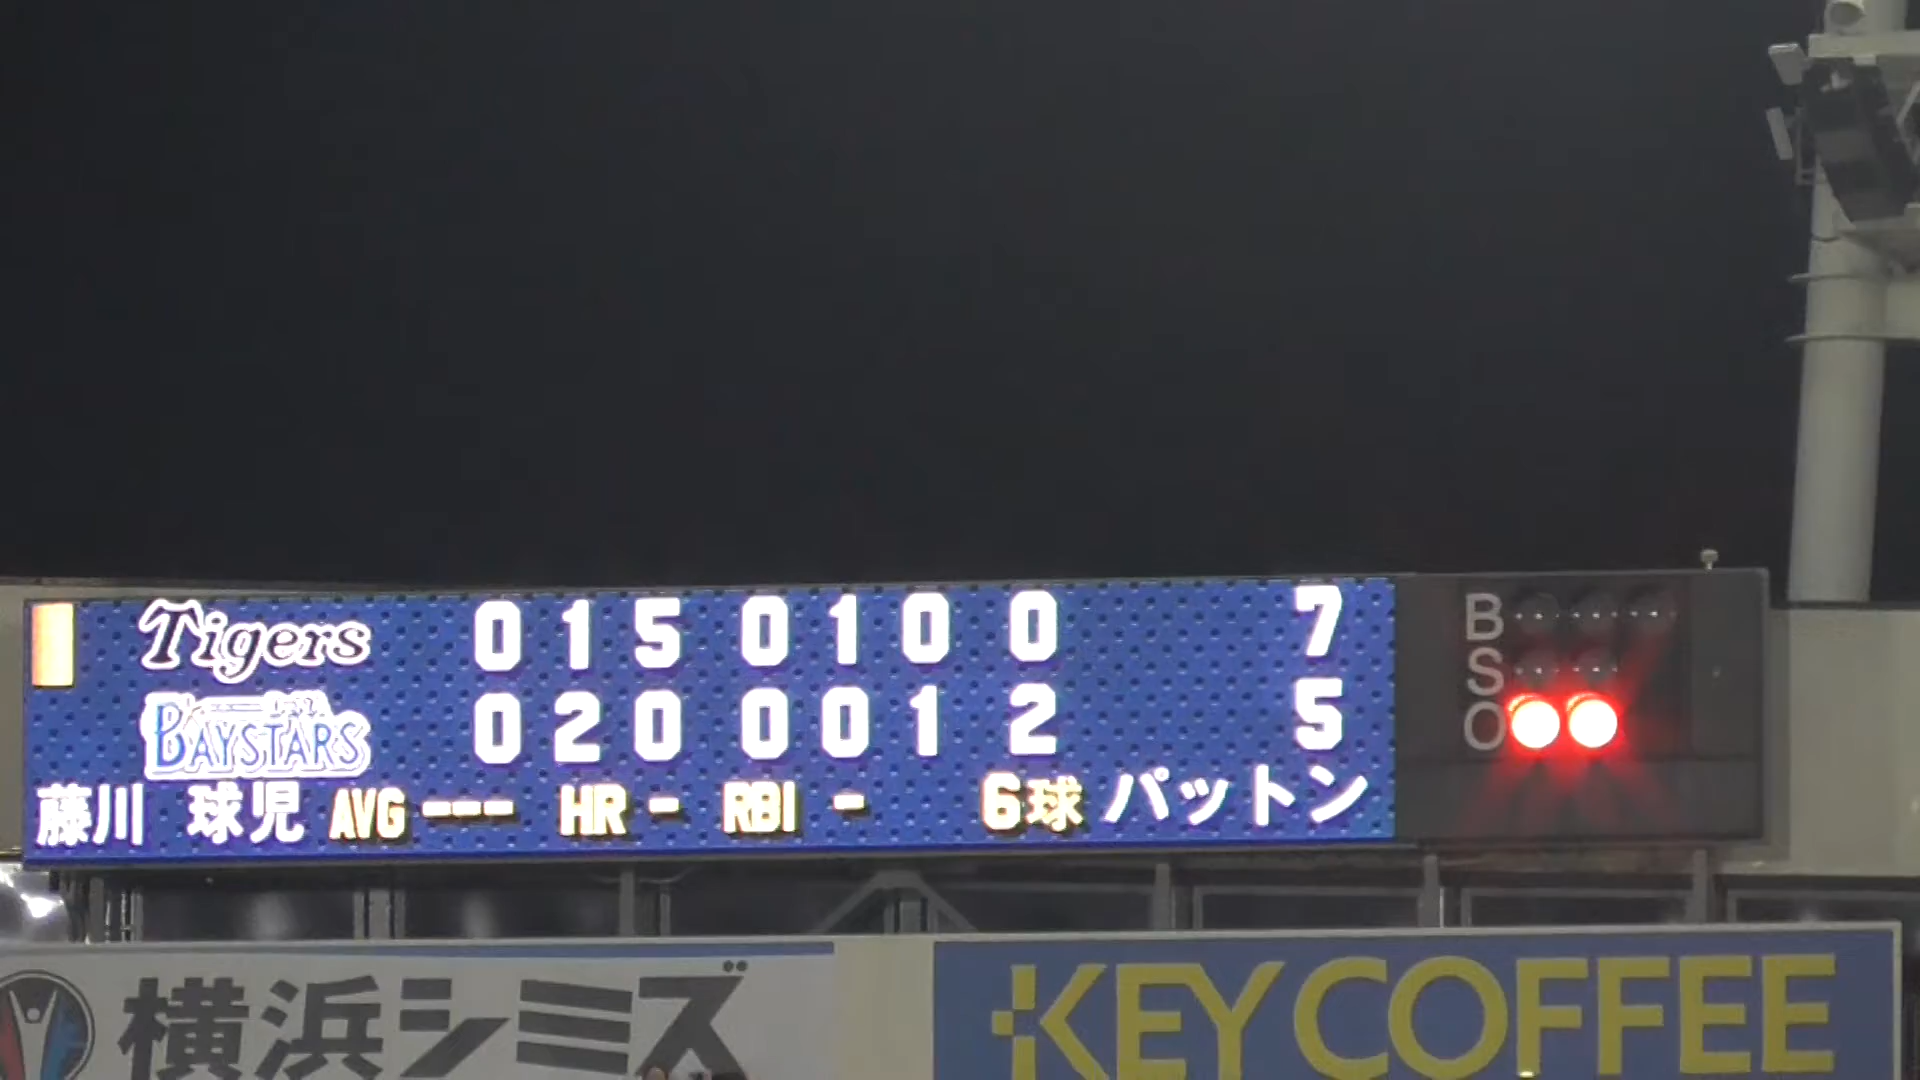 Tigers 0 1 5 0 1 0 0 7
BAYSTARS 0 2 0 0 0 1 2 5
藤川 球児 AVG --- HR - RBI - 6球 パットン
B
S
O
横浜シミズ
KEY COFFEE